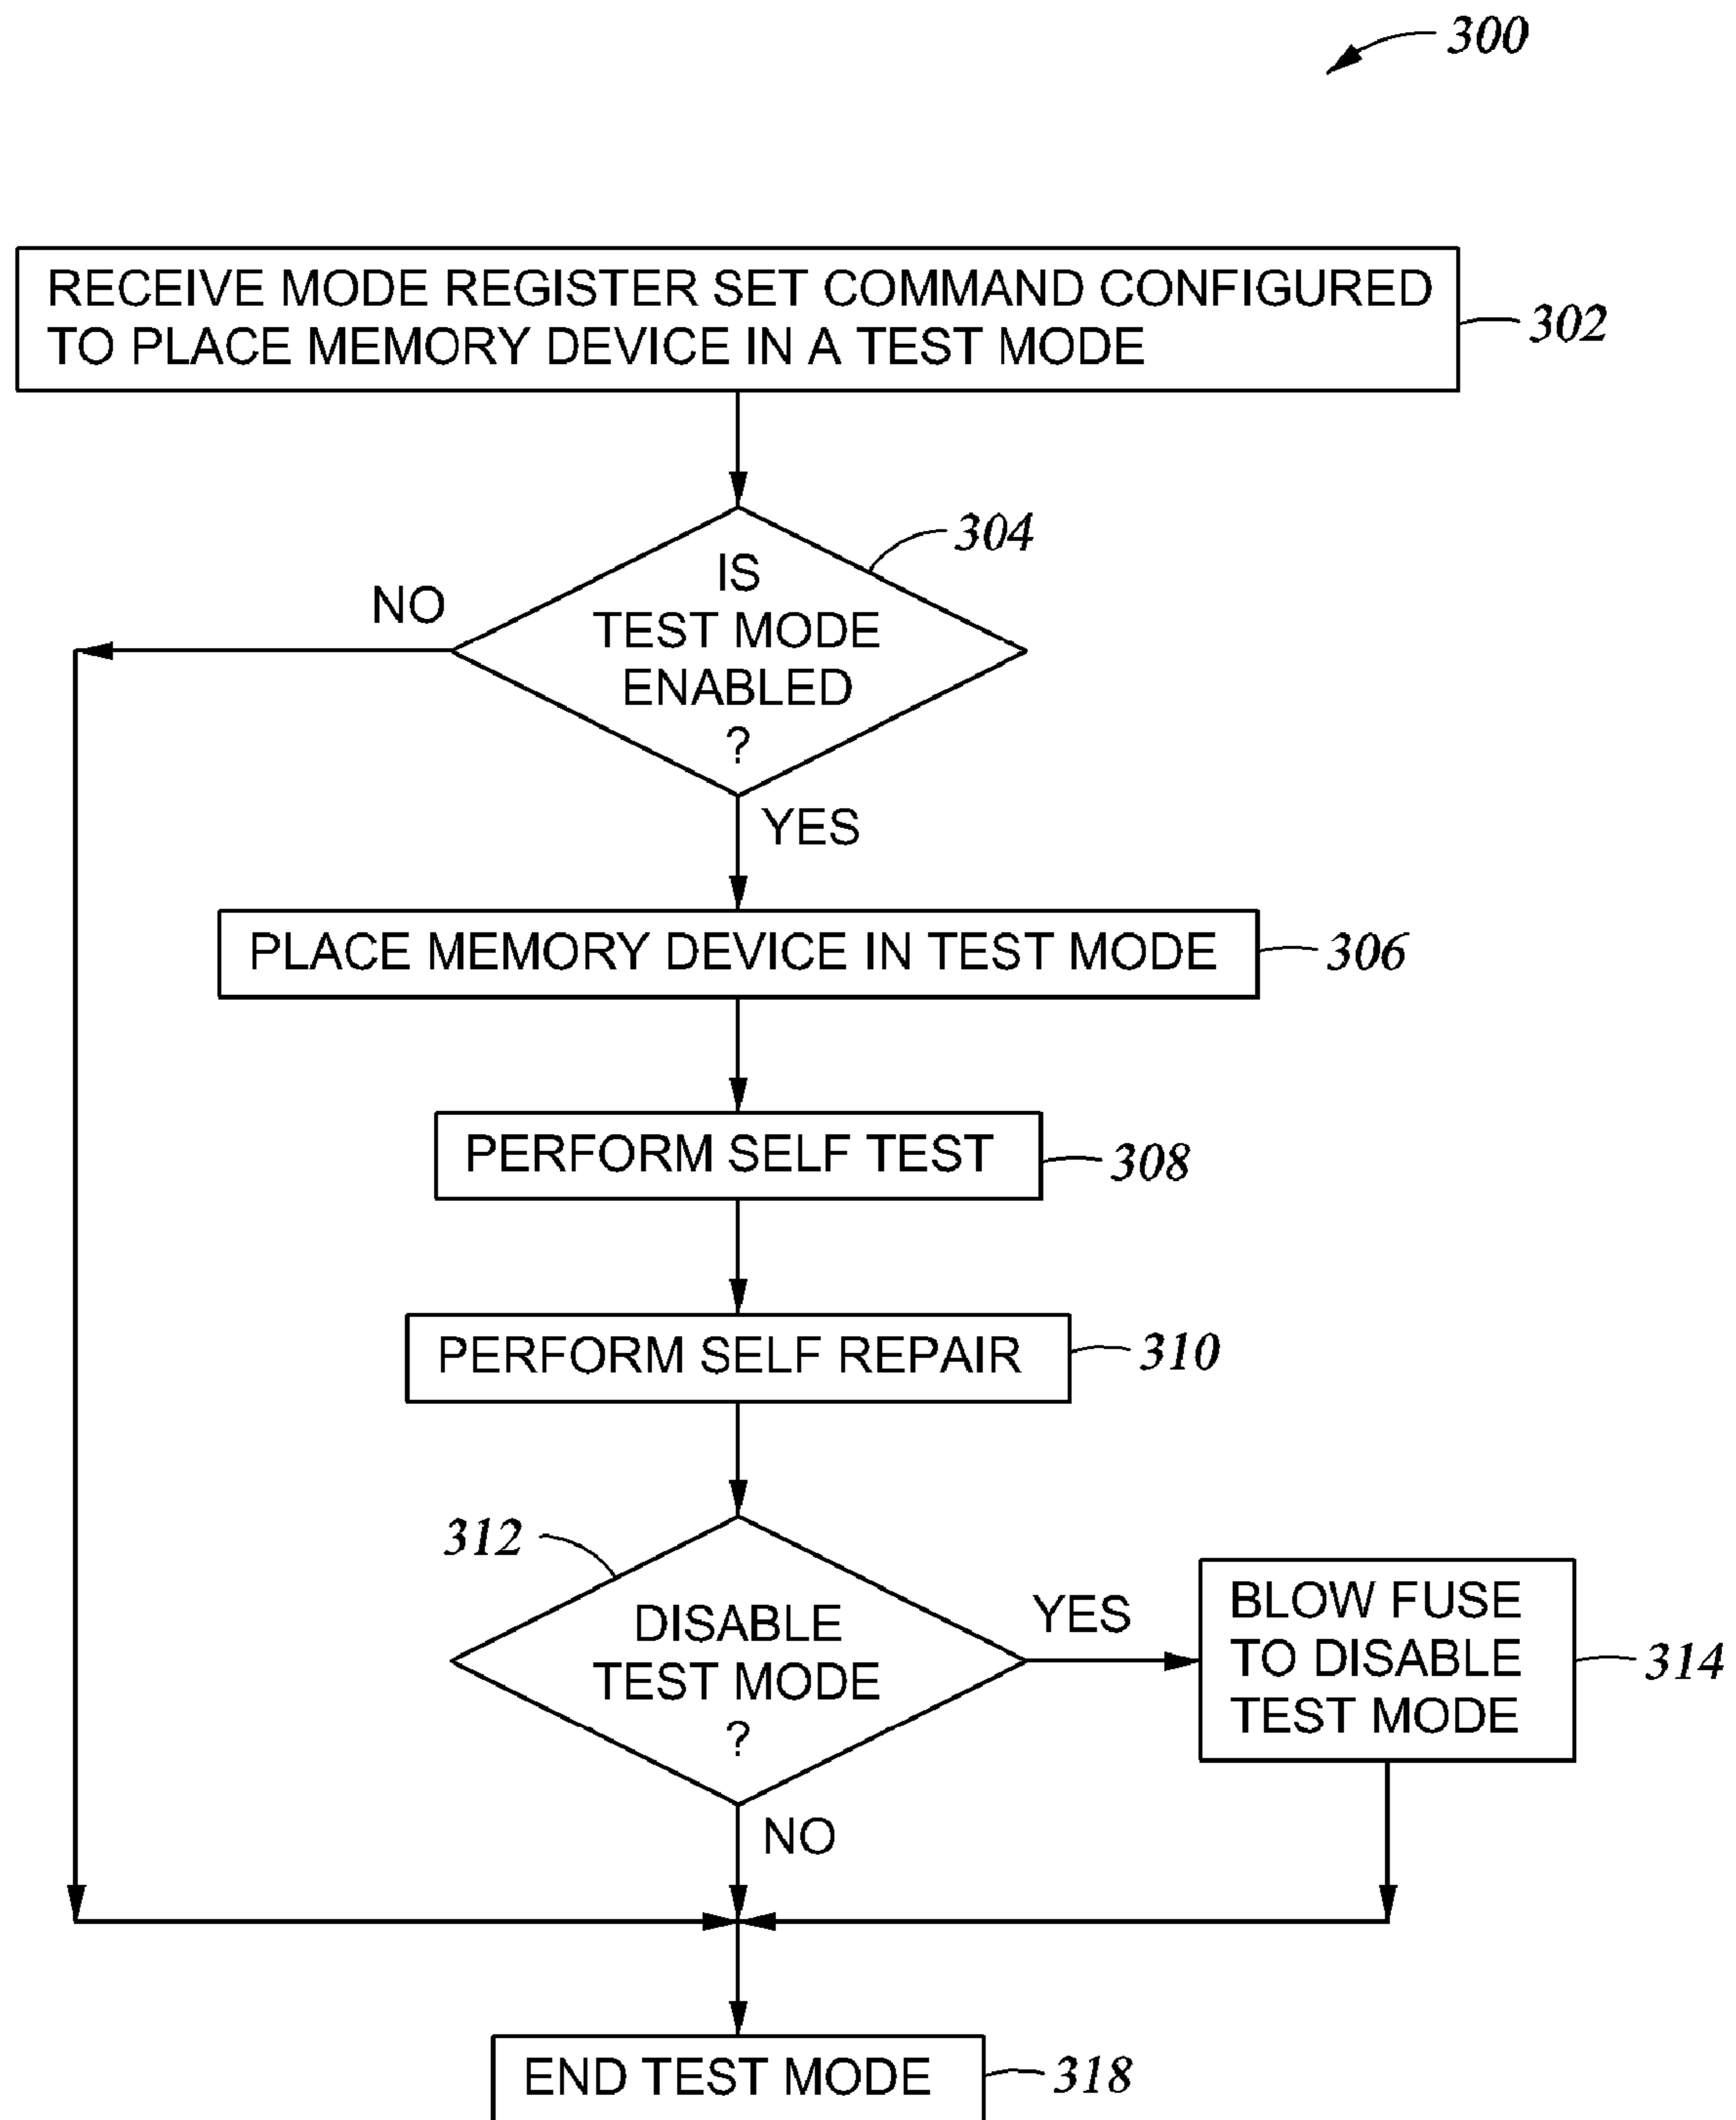 300
RECEIVE MODE REGISTER SET COMMAND CONFIGURED
TO PLACE MEMORY DEVICE IN A TEST MODE
302
304
IS
TEST MODE
ENABLED
?
NO
YES
PLACE MEMORY DEVICE IN TEST MODE
306
PERFORM SELF TEST
308
PERFORM SELF REPAIR
310
312
DISABLE
TEST MODE
?
YES
BLOW FUSE
TO DISABLE
TEST MODE
314
NO
END TEST MODE
318